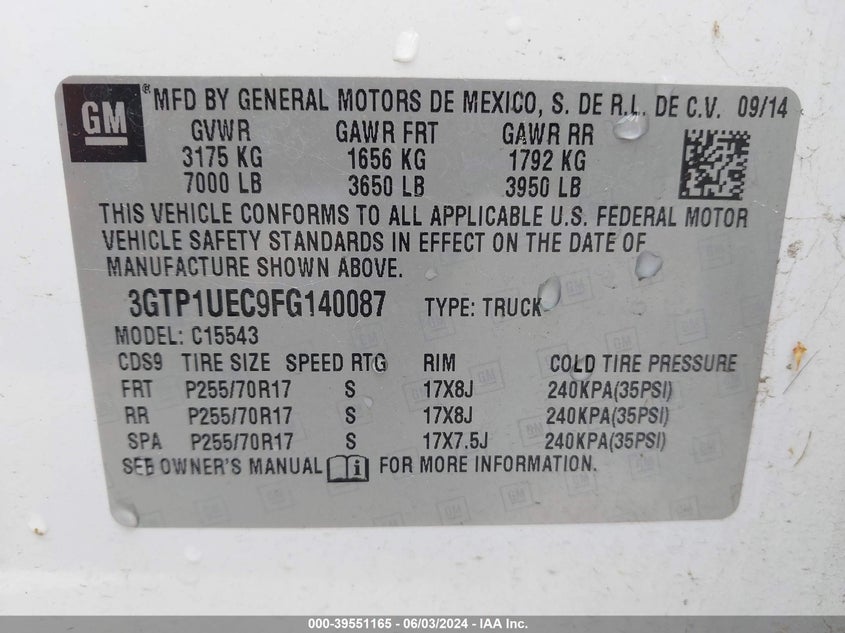 GM ® MFD BY GENERAL MOTORS DE MEXICO, S. DE R.L. DE C.V. 09/14
GVWR GAWR FRT GAWR RR
3175 KG 1656 KG 1792 KG
7000 LB 3650 LB 3950 LB
THIS VEHICLE CONFORMS TO ALL APPLICABLE U.S. FEDERAL MOTOR
VEHICLE SAFETY STANDARDS IN EFFECT ON THE DATE OF
MANUFACTURE SHOWN ABOVE.
3GTP1UEC9FG140087 TYPE: TRUCK
MODEL: C15543
CDS9 TIRE SIZE SPEED RTG RIM COLD TIRE PRESSURE
FRT P255/70R17 S 17X8J 240KPA(35PSI)
RR P255/70R17 S 17X8J 240KPA(35PSI)
SPA P255/70R17 S 17X7.5J 240KPA(35PSI)
SEE OWNER'S MANUAL i FOR MORE INFORMATION.
000-39551165 - 06/03/2024 - IAA Inc.